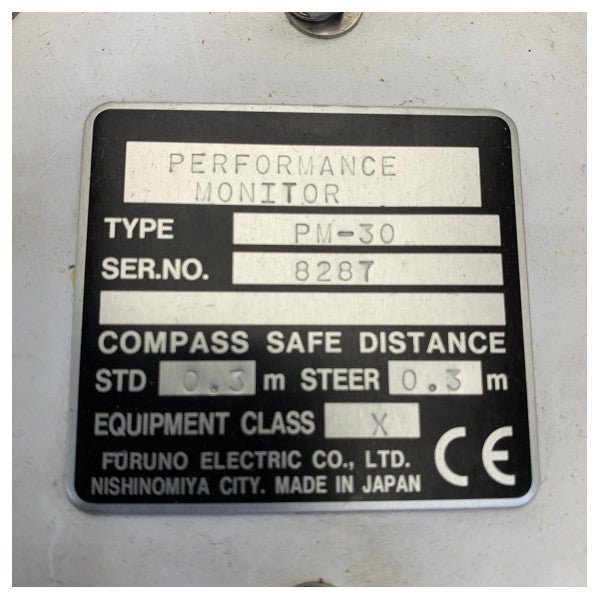 PERFORMANCE
MONITOR
TYPE PM-30
SER.NO. 8287
COMPASS SAFE DISTANCE
STD 0.3 m STEER 0.3 m
EQUIPMENT CLASS X
FURUNO ELECTRIC CO., LTD.
NISHINOMIYA CITY. MADE IN JAPAN
CE